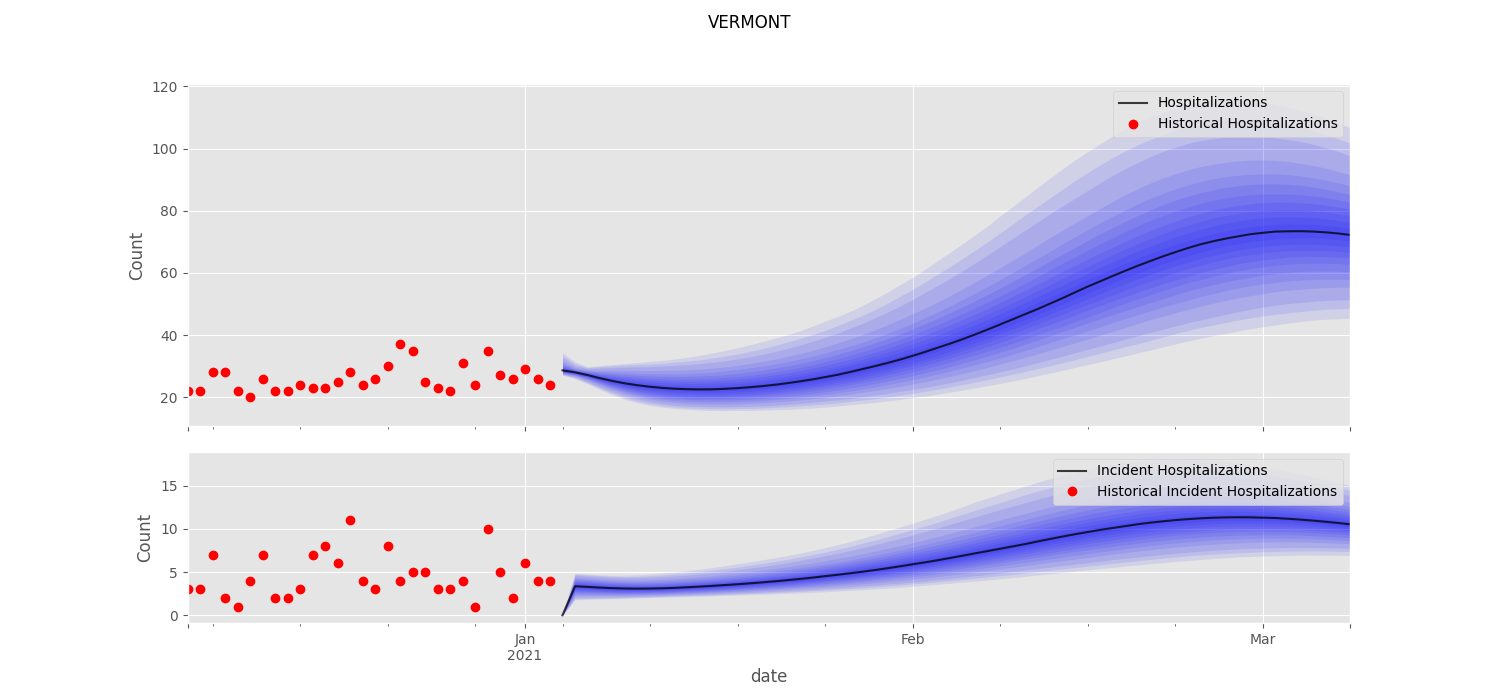 VERMONT
120
100
80
60
40
20
Count
Hospitalizations
Historical Hospitalizations
15
10
5
0
Count
Incident Hospitalizations
Historical Incident Hospitalizations
Jan
2021
Feb
Mar
date